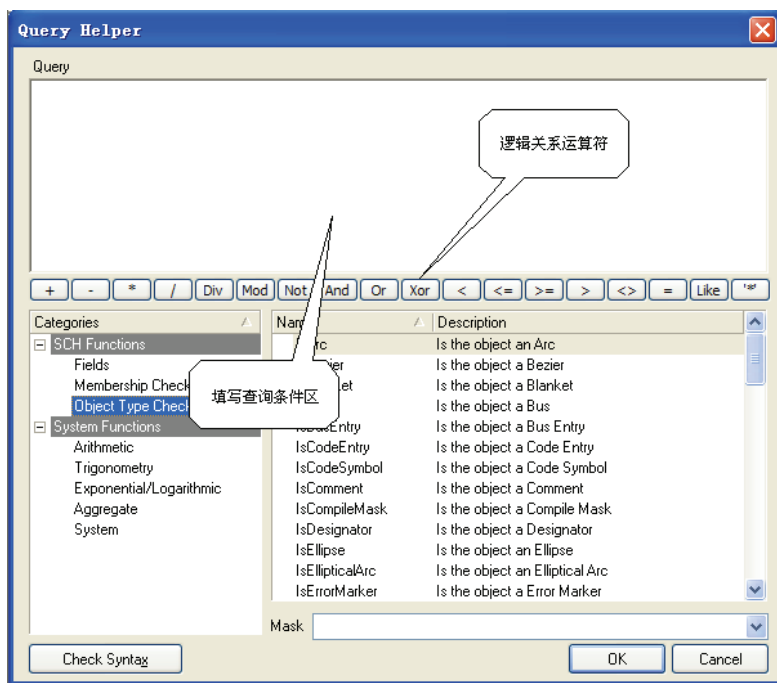 Query Helper
Query
逻辑关系运算符
+ - * / Div Mod Not And Or Xor < <= >= > <> = Like '*'
Categories Name Description
SCH Functions Is the object an Arc
Fields Is the object a Bezier
Membership Check Is the object a Blanket
填写查询条件区
Object Type Check Is the object a Bus
System Functions IsBusEntry Is the object a Bus Entry
Arithmetic IsCodeEntry Is the object a Code Entry
Trigonometry IsCodeSymbol Is the object a Code Symbol
Exponential/Logarithmic IsComment Is the object a Comment
Aggregate IsCompileMask Is the object a Compile Mask
System IsDesignator Is the object a Designator
IsEllipse Is the object an Ellipse
IsEllipticalArc Is the object an Elliptical Arc
IsErrorMarker Is the object a Error Marker
Mask
Check Syntax OK Cancel